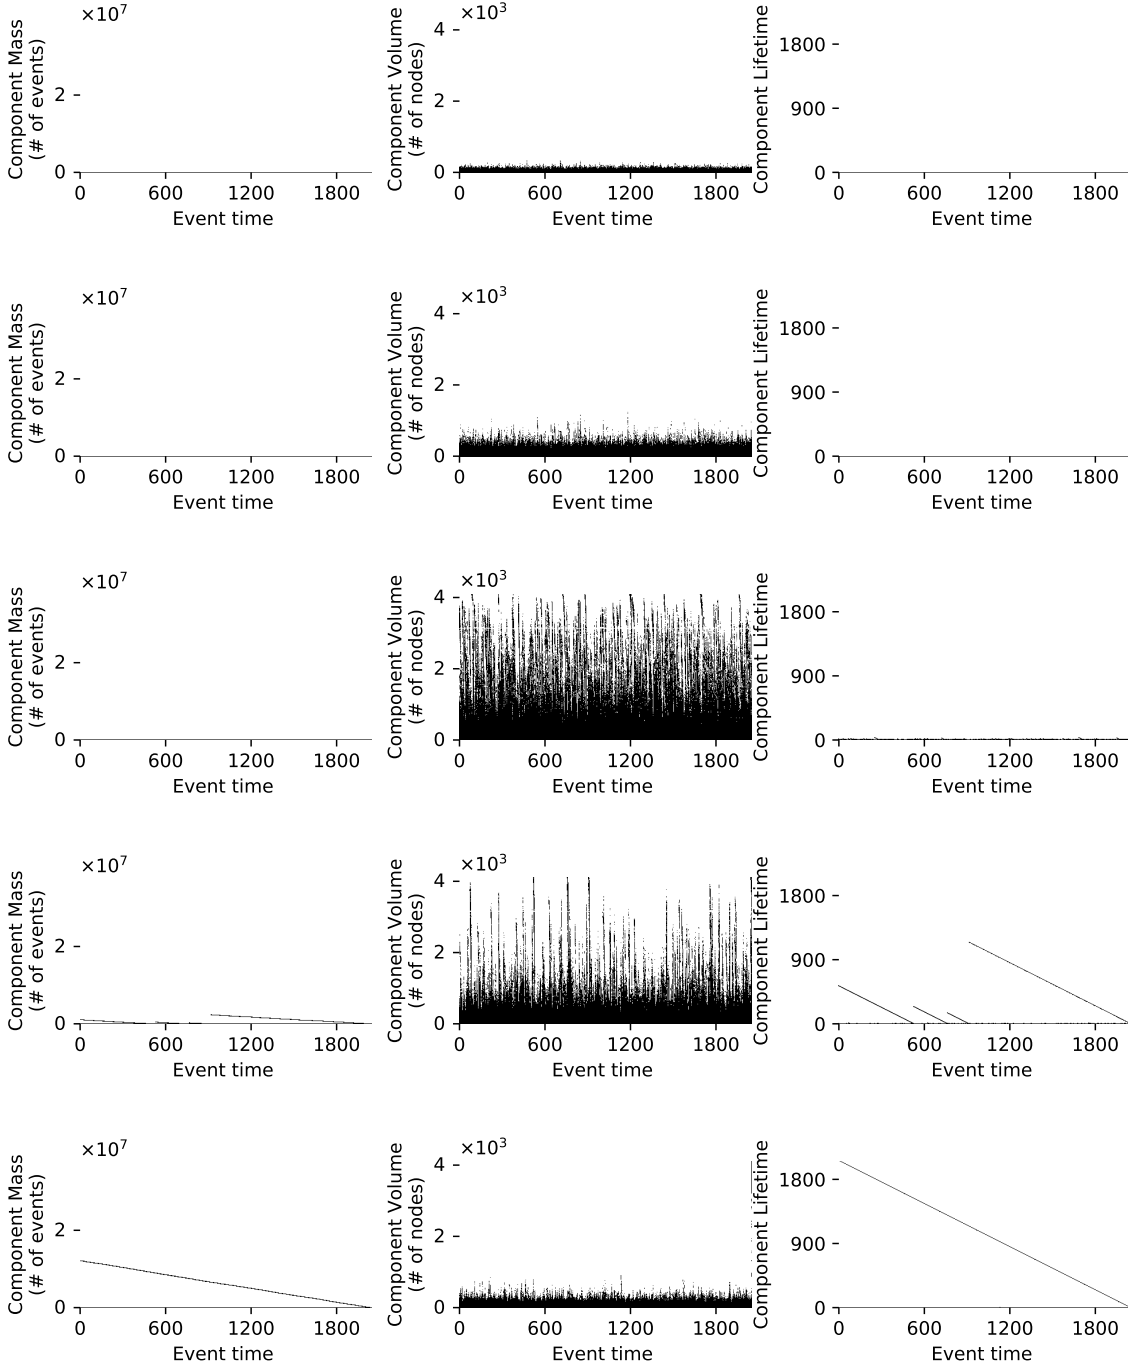 Component Mass
(# of events)
×10⁷
2
0
0 600 1200 1800
Event time
Component Volume
(# of nodes)
×10³
4
2
0
0 600 1200 1800
Event time
Component Lifetime
1800
900
0
0 600 1200 1800
Event time
Component Mass
(# of events)
×10⁷
2
0
0 600 1200 1800
Event time
Component Volume
(# of nodes)
×10³
4
2
0
0 600 1200 1800
Event time
Component Lifetime
1800
900
0
0 600 1200 1800
Event time
Component Mass
(# of events)
×10⁷
2
0
0 600 1200 1800
Event time
Component Volume
(# of nodes)
×10³
4
2
0
0 600 1200 1800
Event time
Component Lifetime
1800
900
0
0 600 1200 1800
Event time
Component Mass
(# of events)
×10⁷
2
0
0 600 1200 1800
Event time
Component Volume
(# of nodes)
×10³
4
2
0
0 600 1200 1800
Event time
Component Lifetime
1800
900
0
0 600 1200 1800
Event time
Component Mass
(# of events)
×10⁷
2
0
0 600 1200 1800
Event time
Component Volume
(# of nodes)
×10³
4
2
0
0 600 1200 1800
Event time
Component Lifetime
1800
900
0
0 600 1200 1800
Event time